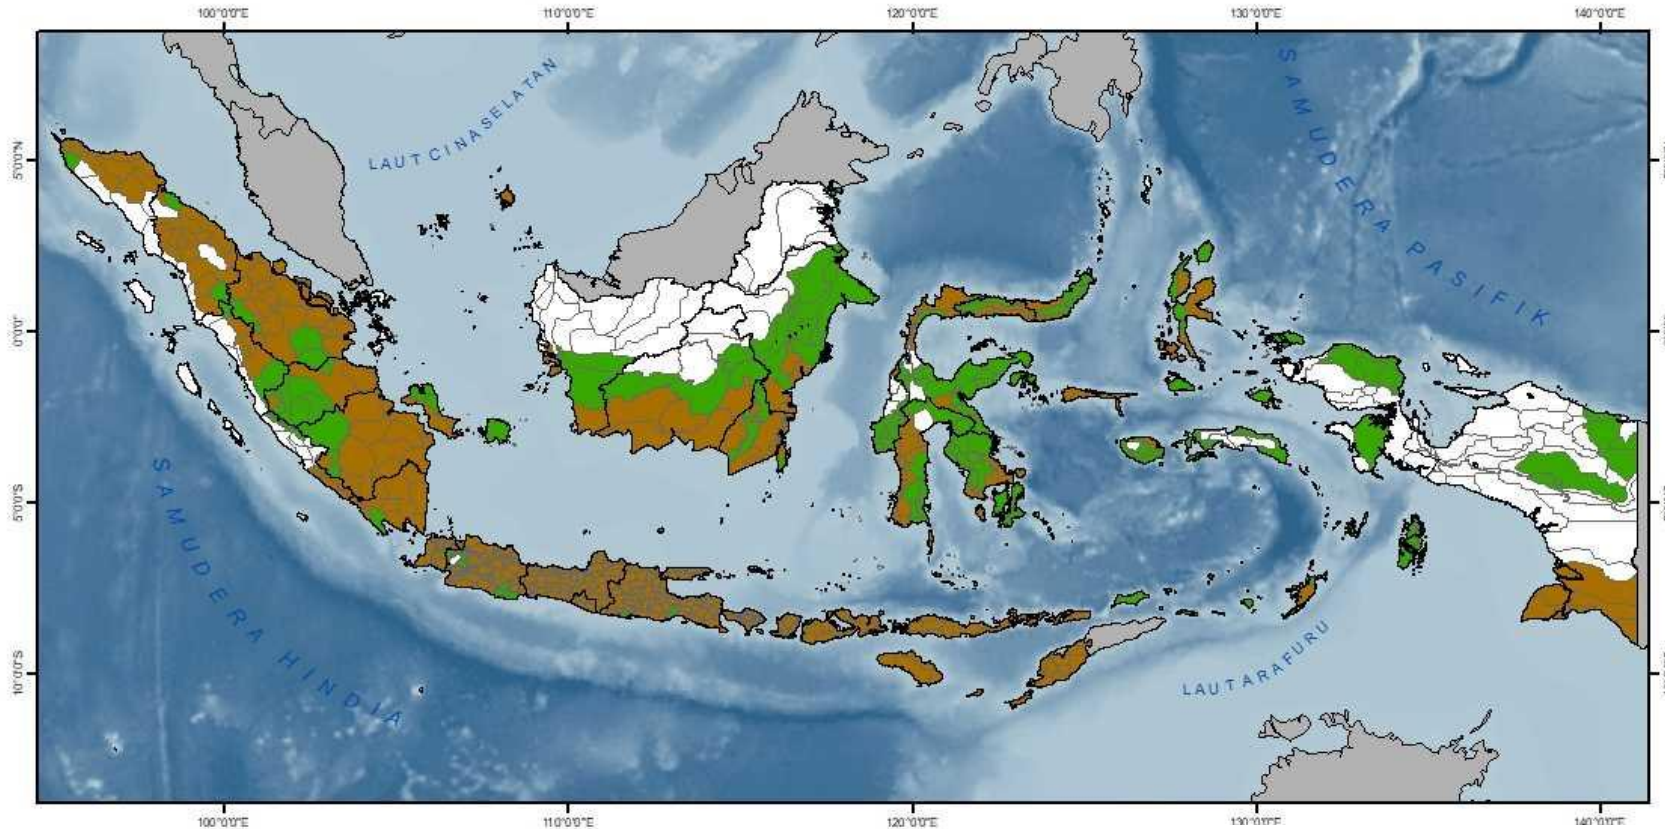 100°0'0"E 110°0'0"E 120°0'0"E 130°0'0"E 140°0'0"E
LAUT CINA SELATAN
SAMUDERA PASIFIK
5°0'0"N
0°0'0"
5°0'0"S
10°0'0"S
SAMUDERA HINDIA
LAUT ARAFURU
100°0'0"E 110°0'0"E 120°0'0"E 130°0'0"E 140°0'0"E